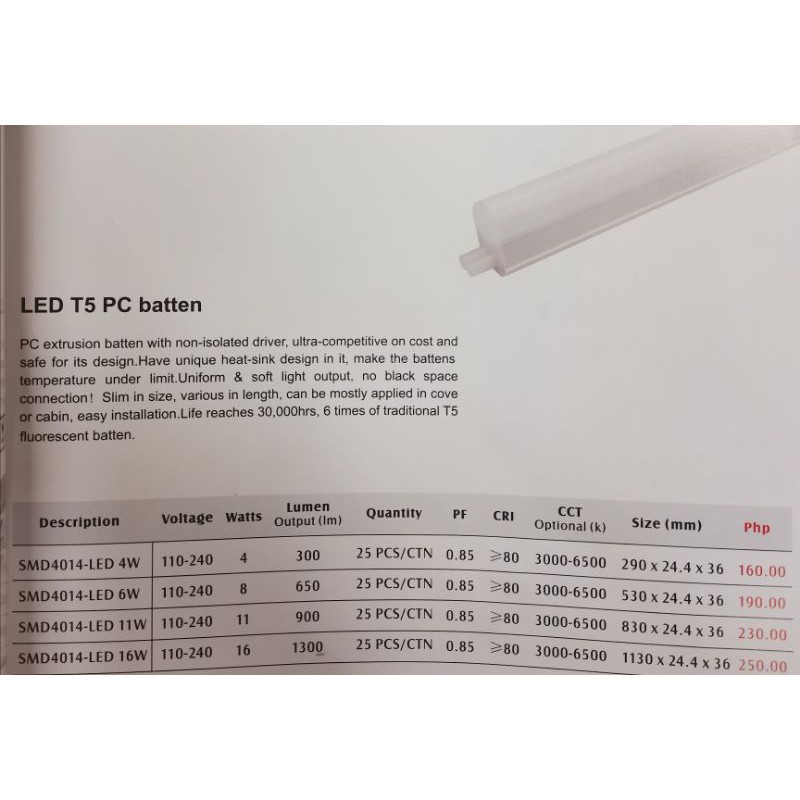 LED T5 PC batten
PC extrusion batten with non-isolated driver, ultra-competitive on cost and
safe for its design.Have unique heat-sink design in it, make the battens
temperature under limit.Uniform & soft light output, no black space
connection! Slim in size, various in length, can be mostly applied in cove
or cabin, easy installation.Life reaches 30,000hrs, 6 times of traditional T5
fluorescent batten.
Description Voltage Watts Lumen Output (lm) Quantity PF CRI CCT Optional (k) Size (mm) Php
SMD4014-LED 4W 110-240 4 300 25 PCS/CTN 0.85 ≥80 3000-6500 290 x 24.4 x 36 160.00
SMD4014-LED 6W 110-240 8 650 25 PCS/CTN 0.85 ≥80 3000-6500 530 x 24.4 x 36 190.00
SMD4014-LED 11W 110-240 11 900 25 PCS/CTN 0.85 ≥80 3000-6500 830 x 24.4 x 36 230.00
SMD4014-LED 16W 110-240 16 1300 25 PCS/CTN 0.85 ≥80 3000-6500 1130 x 24.4 x 36 250.00